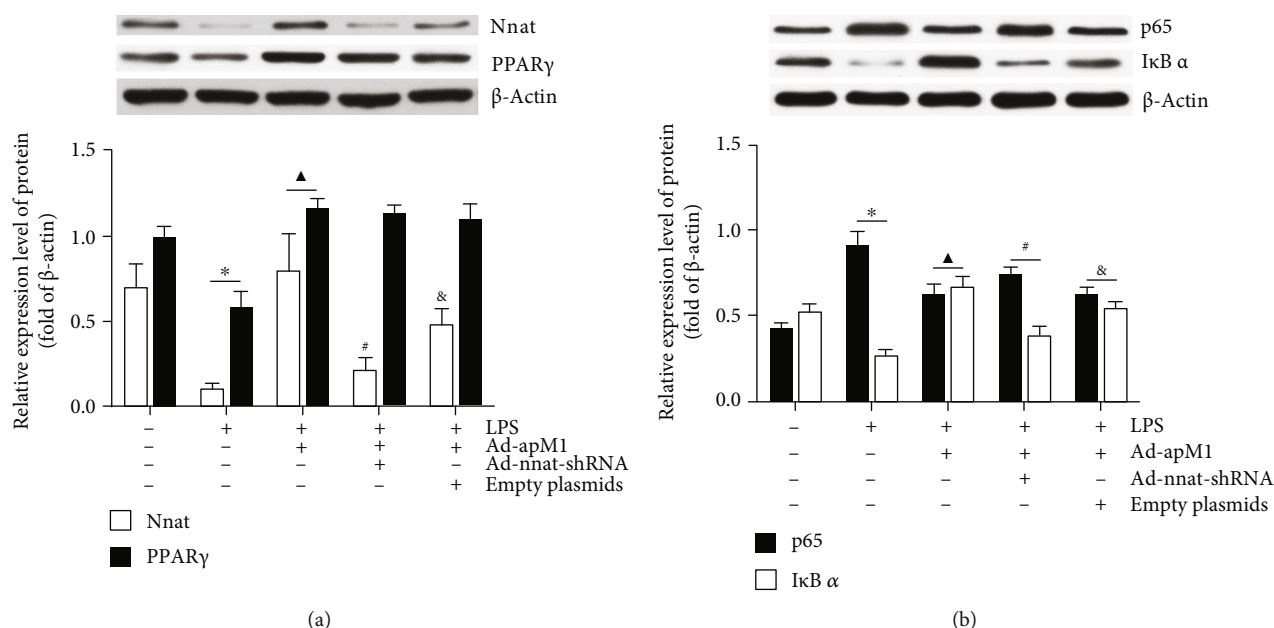 Nnat
PPARγ
β-Actin
Relative expression level of protein
(fold of β-actin)
1.5
1.0
0.5
0.0
▲
*
#
&
– + + + + LPS
– – + + + Ad-apM1
– – – + – Ad-nnat-shRNA
– – – – + Empty plasmids
Nnat
PPARγ
(a)
p65
IκB α
β-Actin
Relative expression level of protein
(fold of β-actin)
1.5
1.0
0.5
0.0
*
▲
#
&
– + + + + LPS
– – + + + Ad-apM1
– – – + – Ad-nnat-shRNA
– – – – + Empty plasmids
p65
IκB α
(b)